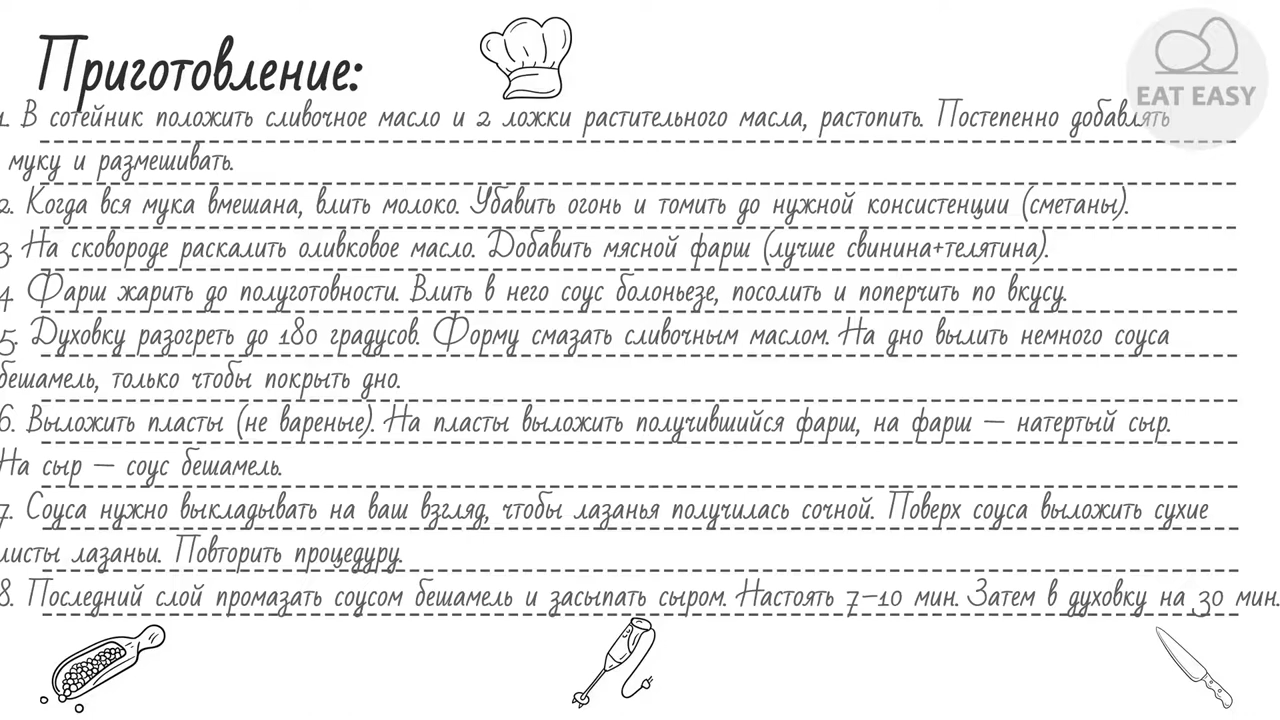 Приготовление:
EAT EASY
1. В сотейник положить сливочное масло и 2 ложки растительного масла, растопить. Постепенно добавлять
муку и размешивать.
2. Когда вся мука вмешана, влить молоко. Убавить огонь и томить до нужной консистенции (сметаны).
3. На сковороде раскалить оливковое масло. Добавить мясной фарш (лучше свинина+телятина).
4. Фарш жарить до полуготовности. Влить в него соус болоньезе, посолить и поперчить по вкусу.
5. Духовку разогреть до 180 градусов. Форму смазать сливочным маслом. На дно вылить немного соуса
бешамель, только чтобы покрыть дно.
6. Выложить пласты (не вареные). На пласты выложить получившийся фарш, на фарш — натертый сыр.
На сыр — соус бешамель.
7. Соуса нужно выкладывать на ваш взгляд, чтобы лазанья получилась сочной. Поверх соуса выложить сухие
листы лазаньи. Повторить процедуру.
8. Последний слой промазать соусом бешамель и засыпать сыром. Настоять 7-10 мин. Затем в духовку на 30 мин.